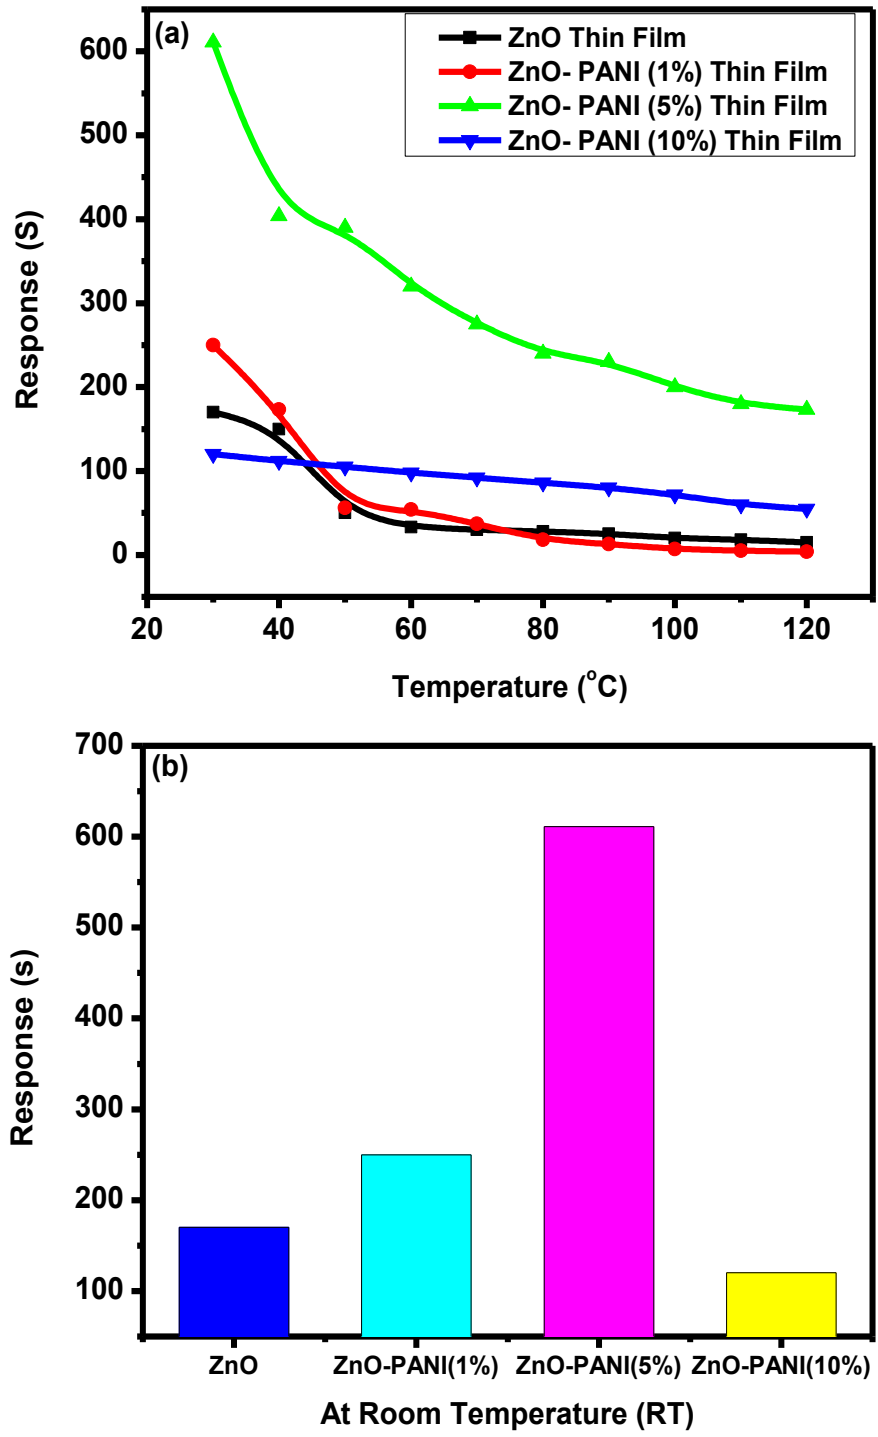 (a)
ZnO Thin Film
ZnO- PANI (1%) Thin Film
ZnO- PANI (5%) Thin Film
ZnO- PANI (10%) Thin Film
600
500
400
300
200
100
0
Response (S)
20 40 60 80 100 120
Temperature (°C)
(b)
700
600
500
400
300
200
100
Response (s)
ZnO ZnO-PANI(1%) ZnO-PANI(5%) ZnO-PANI(10%)
At Room Temperature (RT)